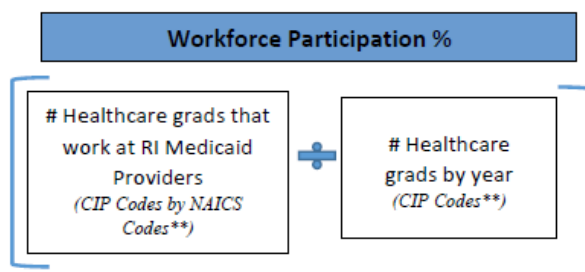 Workforce Participation %
# Healthcare grads that
work at RI Medicaid
Providers
(CIP Codes by NAICS
Codes**)
÷
# Healthcare
grads by year
(CIP Codes**)